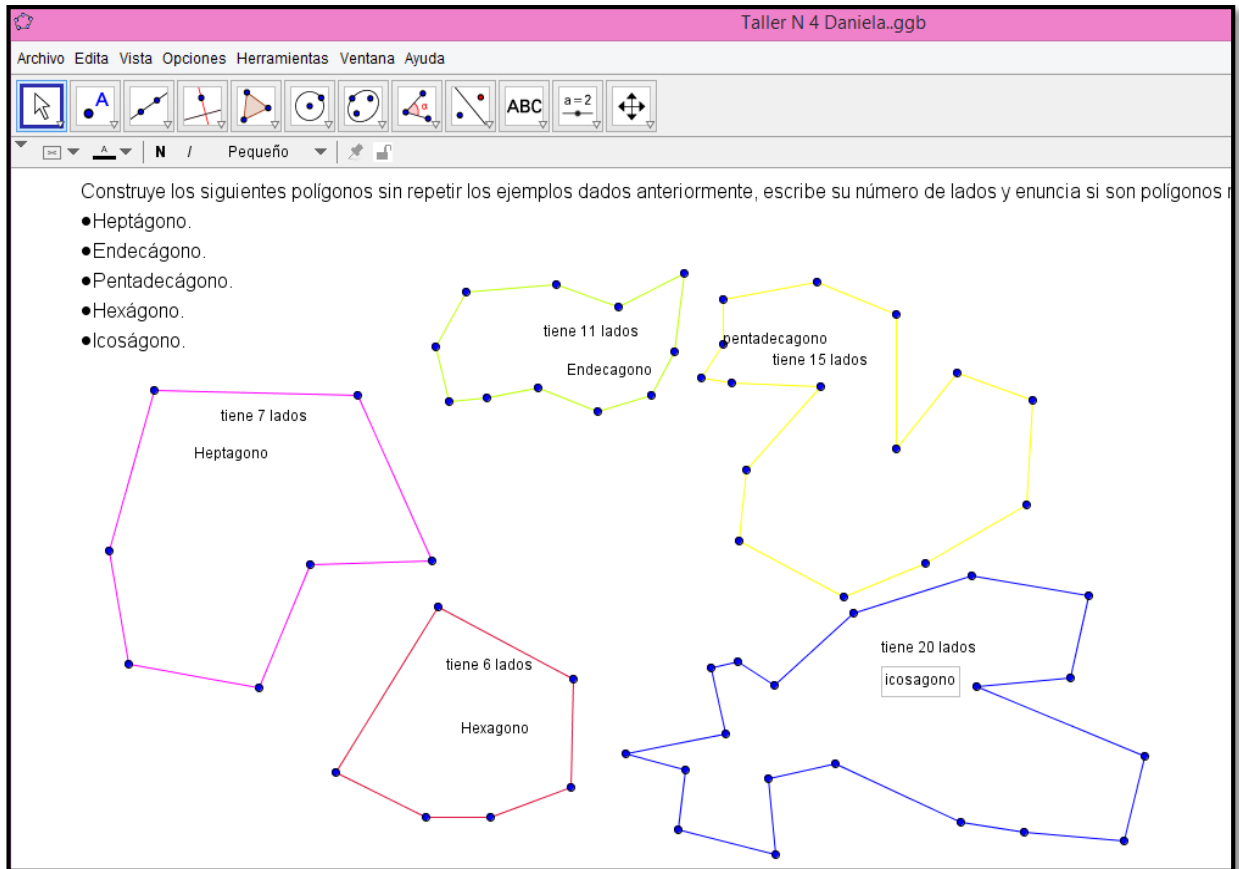 Taller N 4 Daniela..ggb
Archivo Edita Vista Opciones Herramientas Ventana Ayuda
A α ABC a=2
A N I Pequeño
Construye los siguientes polígonos sin repetir los ejemplos dados anteriormente, escribe su número de lados y enuncia si son polígonos
●Heptágono.
●Endecágono.
●Pentadecágono.
●Hexágono.
●Icoságono.
tiene 11 lados
Endecagono
pentadecagono
tiene 15 lados
tiene 7 lados
Heptagono
tiene 6 lados
Hexagono
tiene 20 lados
icosagono